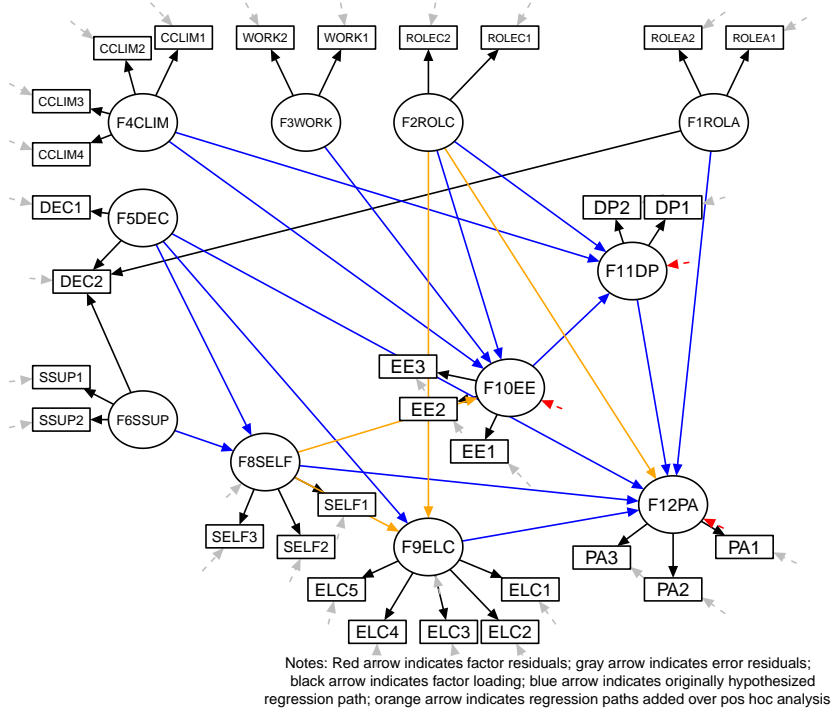 CCLIM1
WORK2
WORK1
ROLEC2
ROLEC1
ROLEA2
ROLEA1
CCLIM2
CCLIM3
F4CLIM
F3WORK
F2ROLC
F1ROLA
CCLIM4
DEC1
F5DEC
DP2
DP1
DEC2
F11DP
EE3
SSUP1
F10EE
EE2
SSUP2
F6SSUP
EE1
F8SELF
SELF1
F12PA
SELF3
SELF2
F9ELC
PA3
PA1
ELC5
ELC1
PA2
ELC4
ELC3
ELC2
Notes: Red arrow indicates factor residuals; gray arrow indicates error residuals;
black arrow indicates factor loading; blue arrow indicates originally hypothesized
regression path; orange arrow indicates regression paths added over pos hoc analysis